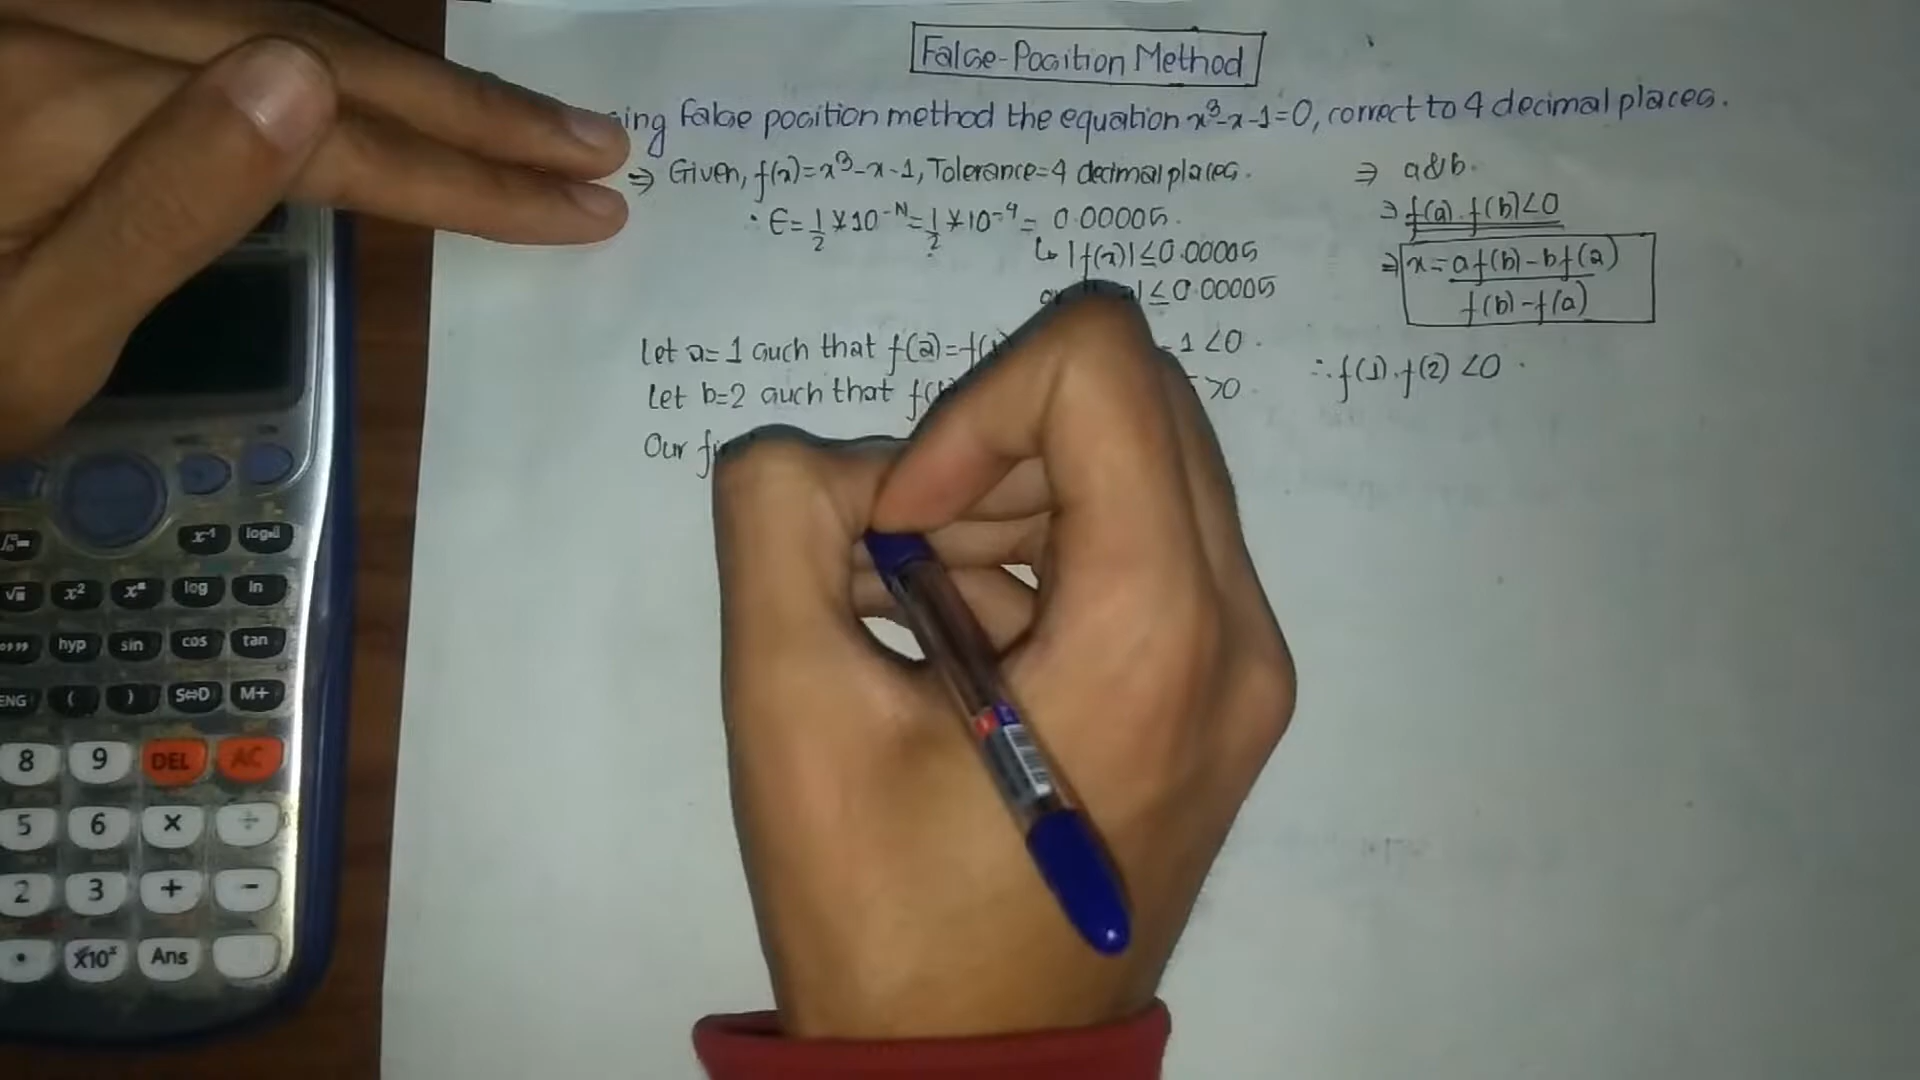 False-Position Method
false position method the equation x³-x-1=0, correct to 4 decimal places.
⇒ Given, f(x)=x³-x-1, Tolerance=4 decimal places.
∴ ∈=1/2*10^-N=1/2*10^-4= 0.00005.
↳ |f(x)|≤0.00005
≤0.00005
⇒ a&b.
⇒ f(a).f(b)<0
⇒ x=af(b)-bf(a)
f(b)-f(a)
Let a=1 such that f(a)=f(1
-1<0.
Let b=2 such that
>0.
∴f(1).f(2)<0.
Our
x⁻¹
x² log ln
hyp sin cos tan
ENG ( ) S⇔D M+
8 9 DEL AC
5 6 × ÷
2 3 + -
. ×10ˣ Ans